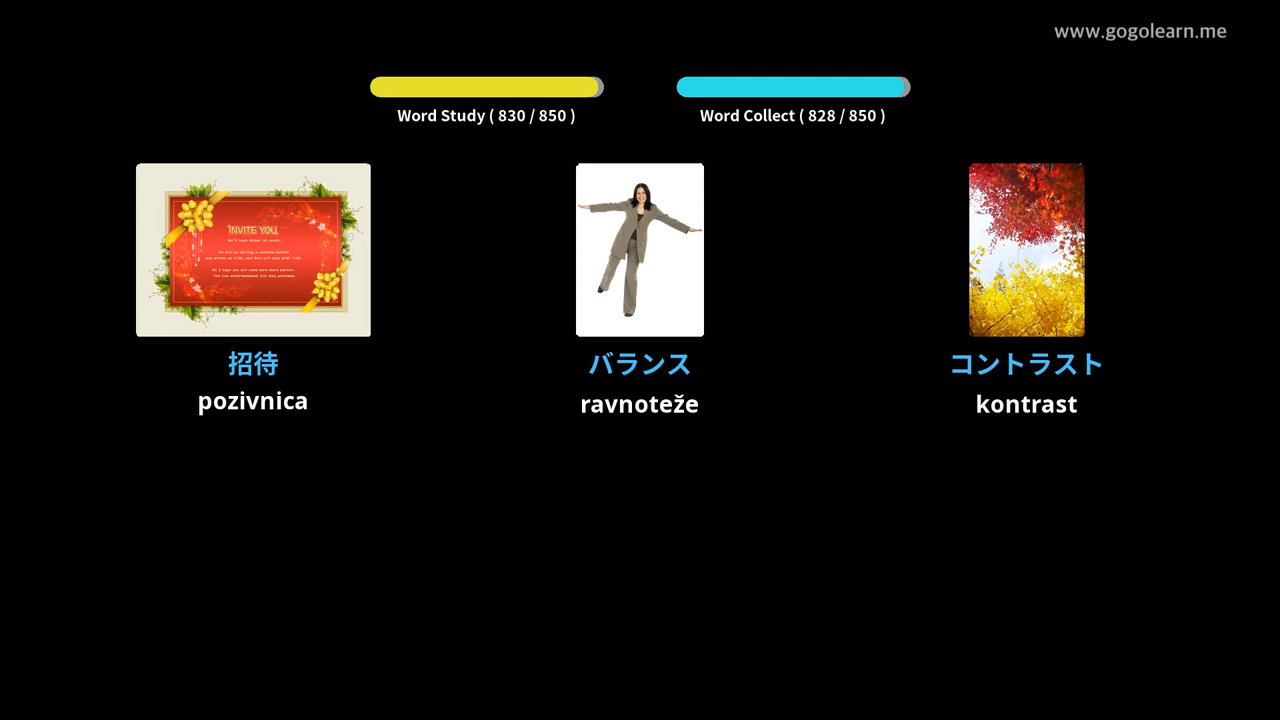 www.gogolearn.me
Word Study ( 830 / 850 )
Word Collect ( 828 / 850 )
INVITE YOU
招待
バランス
コントラスト
pozivnica
ravnoteže
kontrast